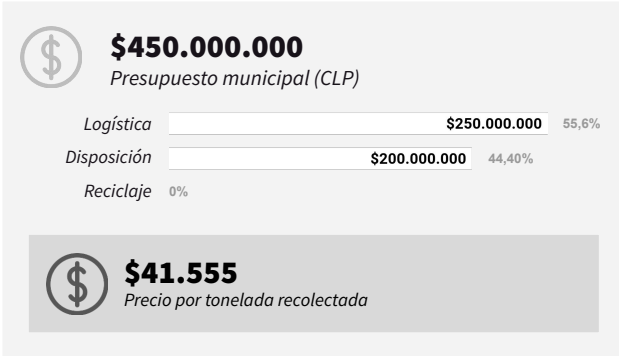 $450.000.000
Presupuesto municipal (CLP)
Logística $250.000.000 55,6%
Disposición $200.000.000 44,40%
Reciclaje 0%
$41.555
Precio por tonelada recolectada